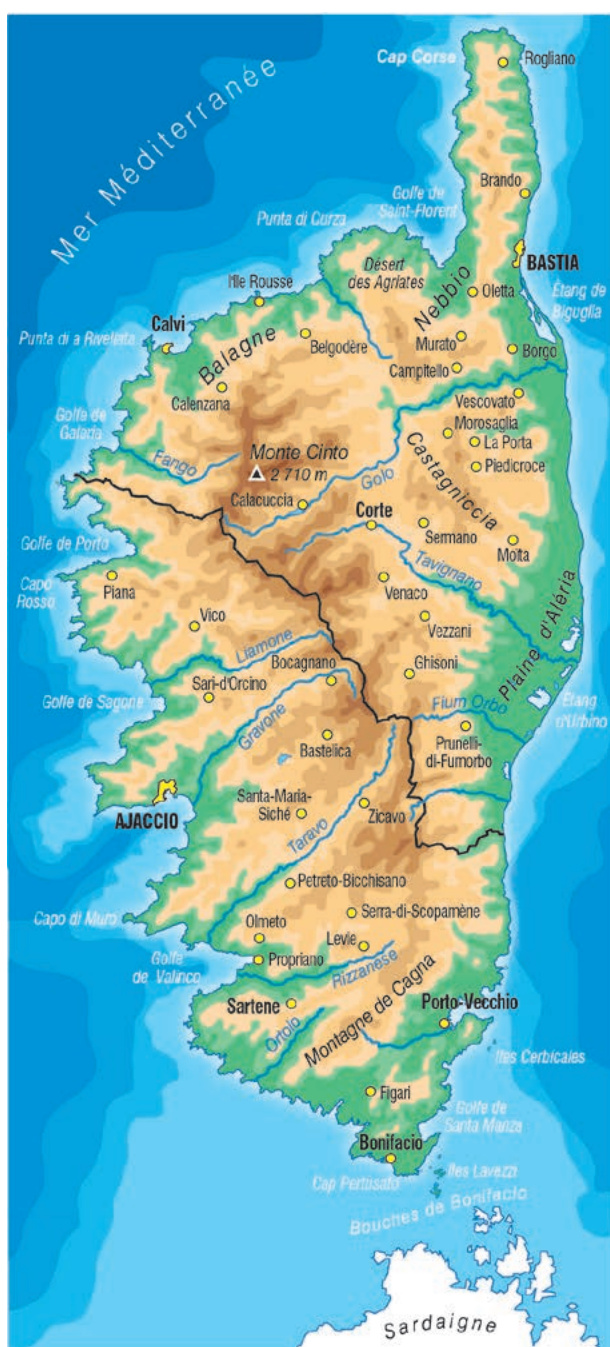 Cap Corse
Rogliano
Mer Méditerranée
Brando
Golfe de
Saint-Florent
Punta di Curza
BASTIA
Désert
des Agriates
Nebbio
Oletta
Étang de
Biguglia
Ille Rousse
Calvi
Punta di a Rivellata
Balagne
Belgodère
Murato
Borgo
Campitello
Calenzana
Vescovato
Golfe de
Galéria
Morosaglia
La Porta
Fango
Monte Cinto
2 710 m
Piedicroce
Castagniccia
Golo
Calacuccia
Corte
Sermano
Moïta
Golfe de Porto
Tavignano
Capo
Rosso
Piana
Venaco
Vico
Vezzani
Plaine d'Aléria
Liamone
Bocagnano
Ghisoni
Sari-d'Orcino
Golfe de Sagone
Gravone
Fium Orbo
Étang
d'Urbino
Bastelica
Prunelli-
di-Fumorbo
AJACCIO
Santa-Maria-
Siché
Zicavo
Taravo
Petreto-Bicchisano
Capo di Muro
Serra-di-Scopamène
Olmeto
Levie
Golfe
de Valinco
Propriano
Rizzanese
Sartene
Montagne de Cagna
Porto-Vecchio
Ortolo
Iles Cerbicales
Figari
Golfe de
Santa Manza
Bonifacio
Cap Pertusato
Iles Lavezzi
Bouches de Bonifacio
Sardaigne